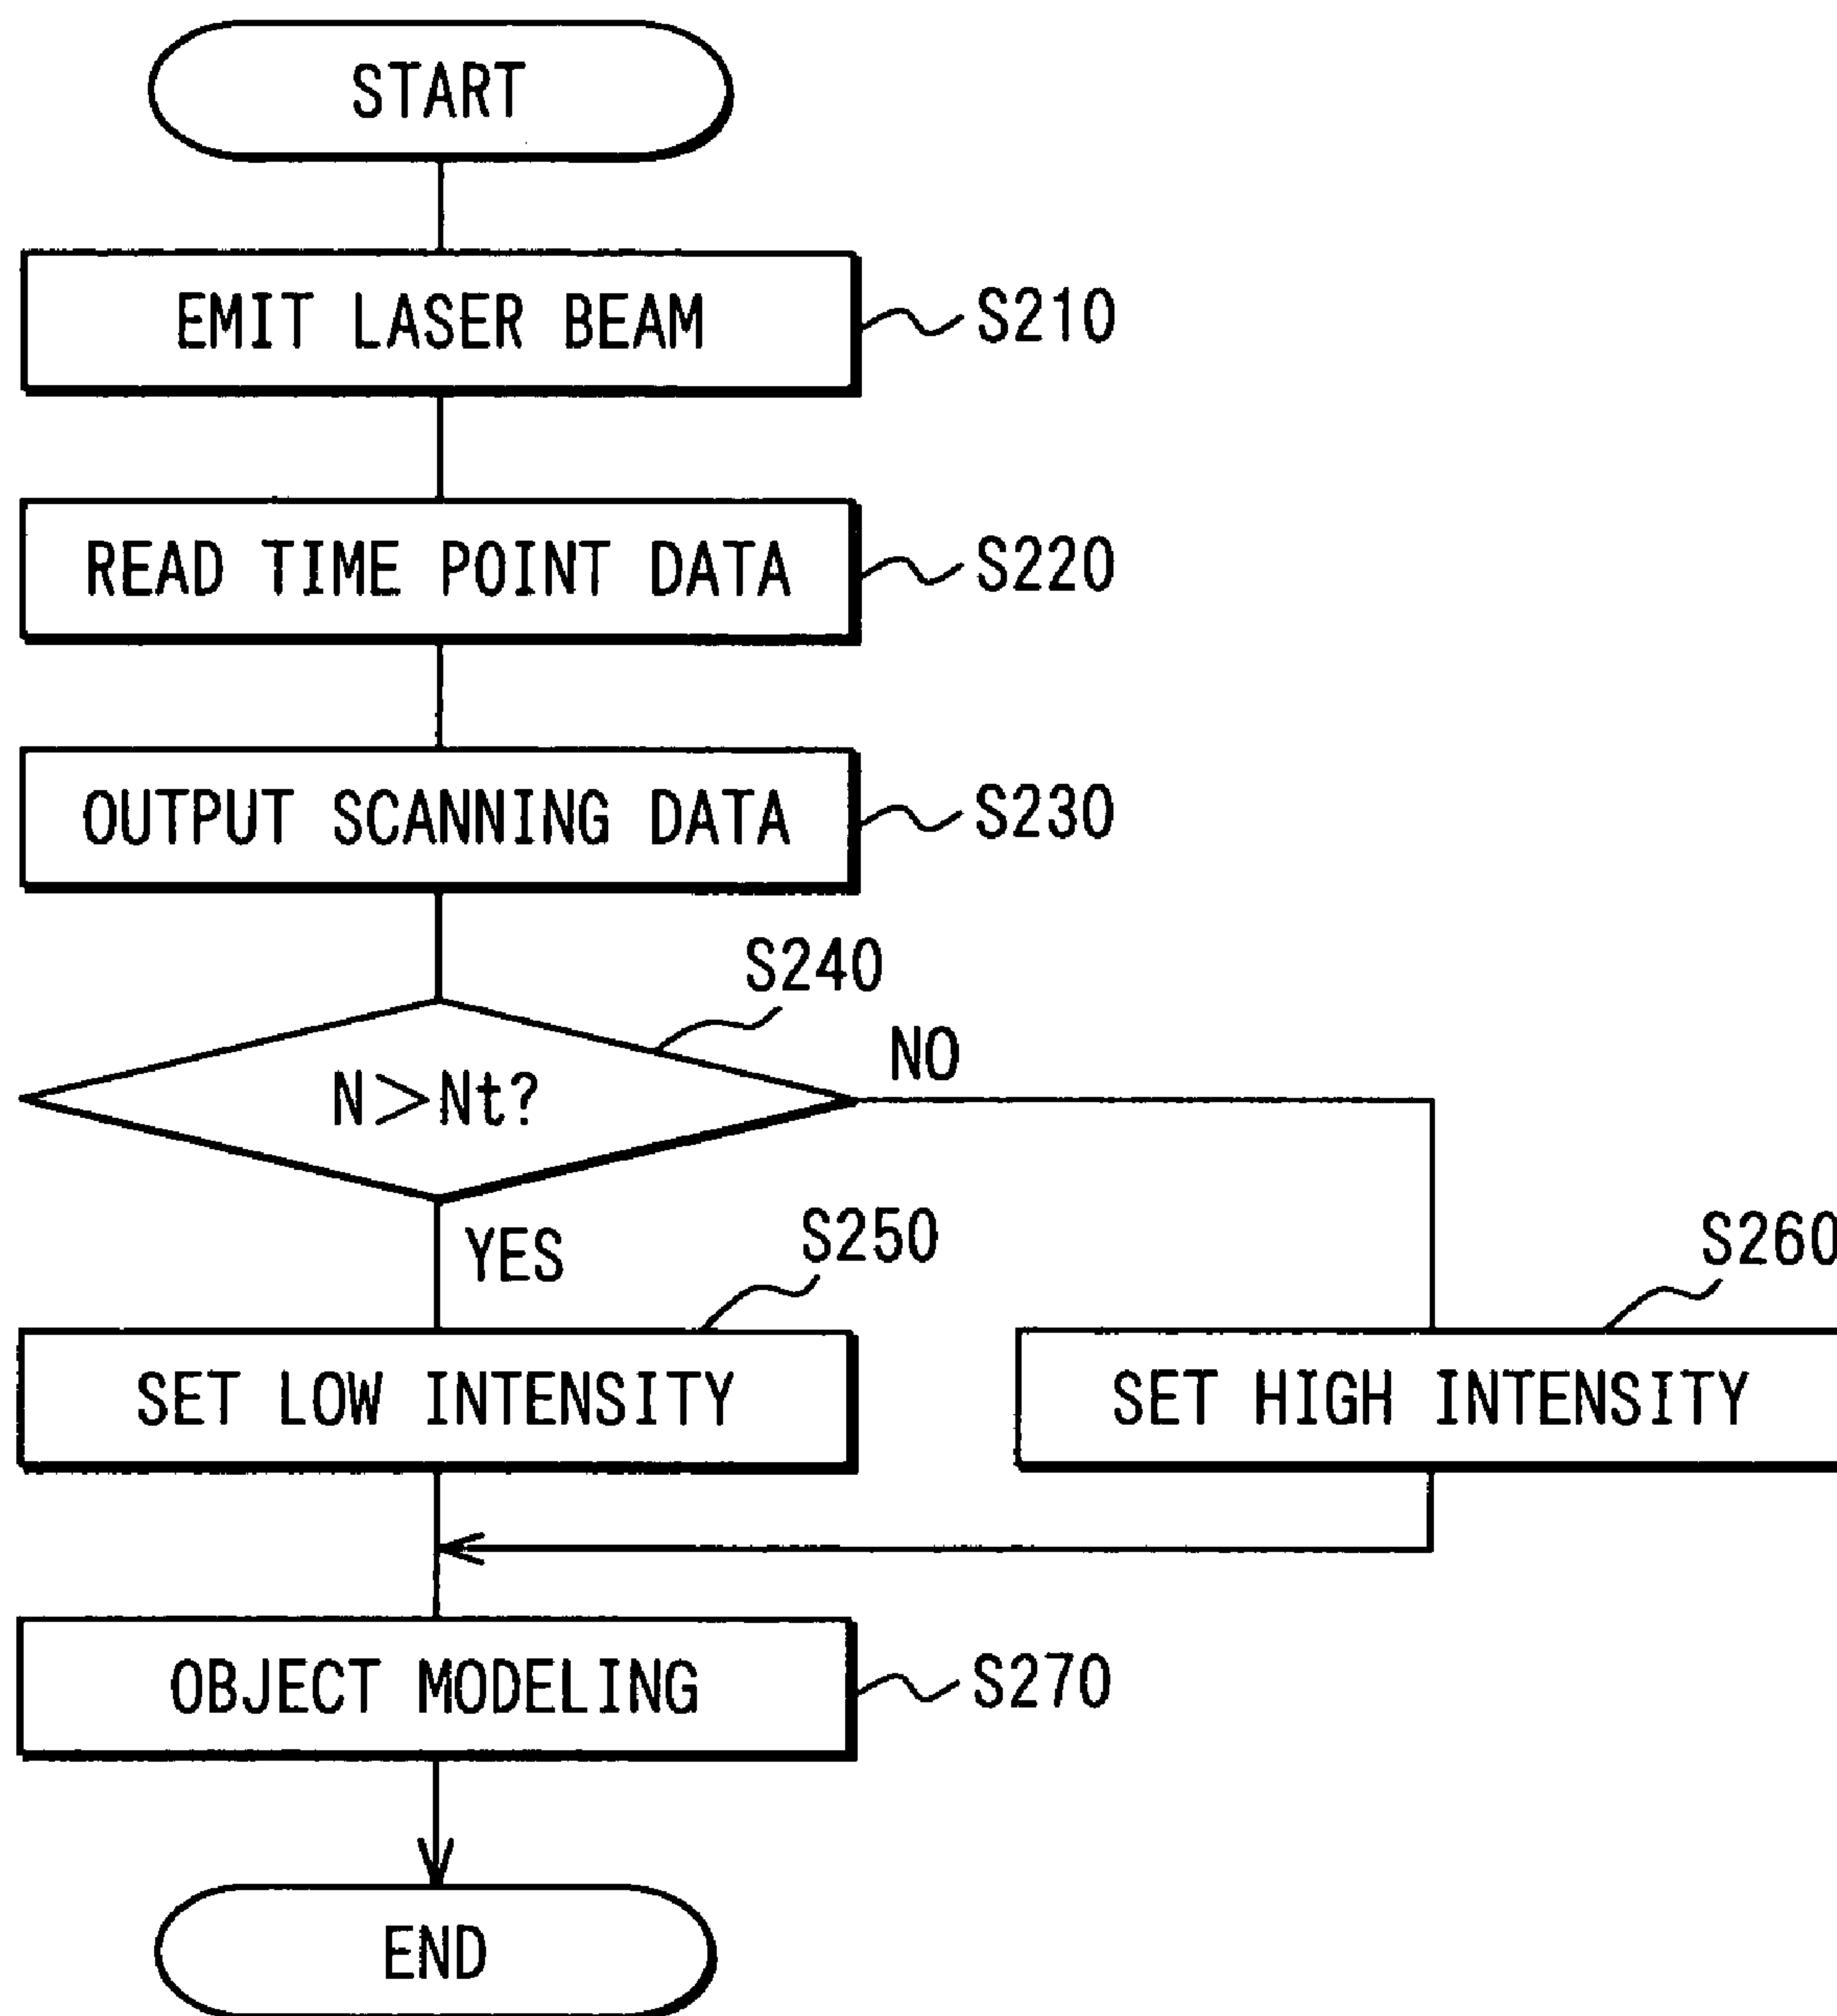 START
EMIT LASER BEAM
S210
READ TIME POINT DATA
S220
OUTPUT SCANNING DATA
S230
S240
N>Nt?
NO
YES
S250
S260
SET LOW INTENSITY
SET HIGH INTENSITY
OBJECT MODELING
S270
END